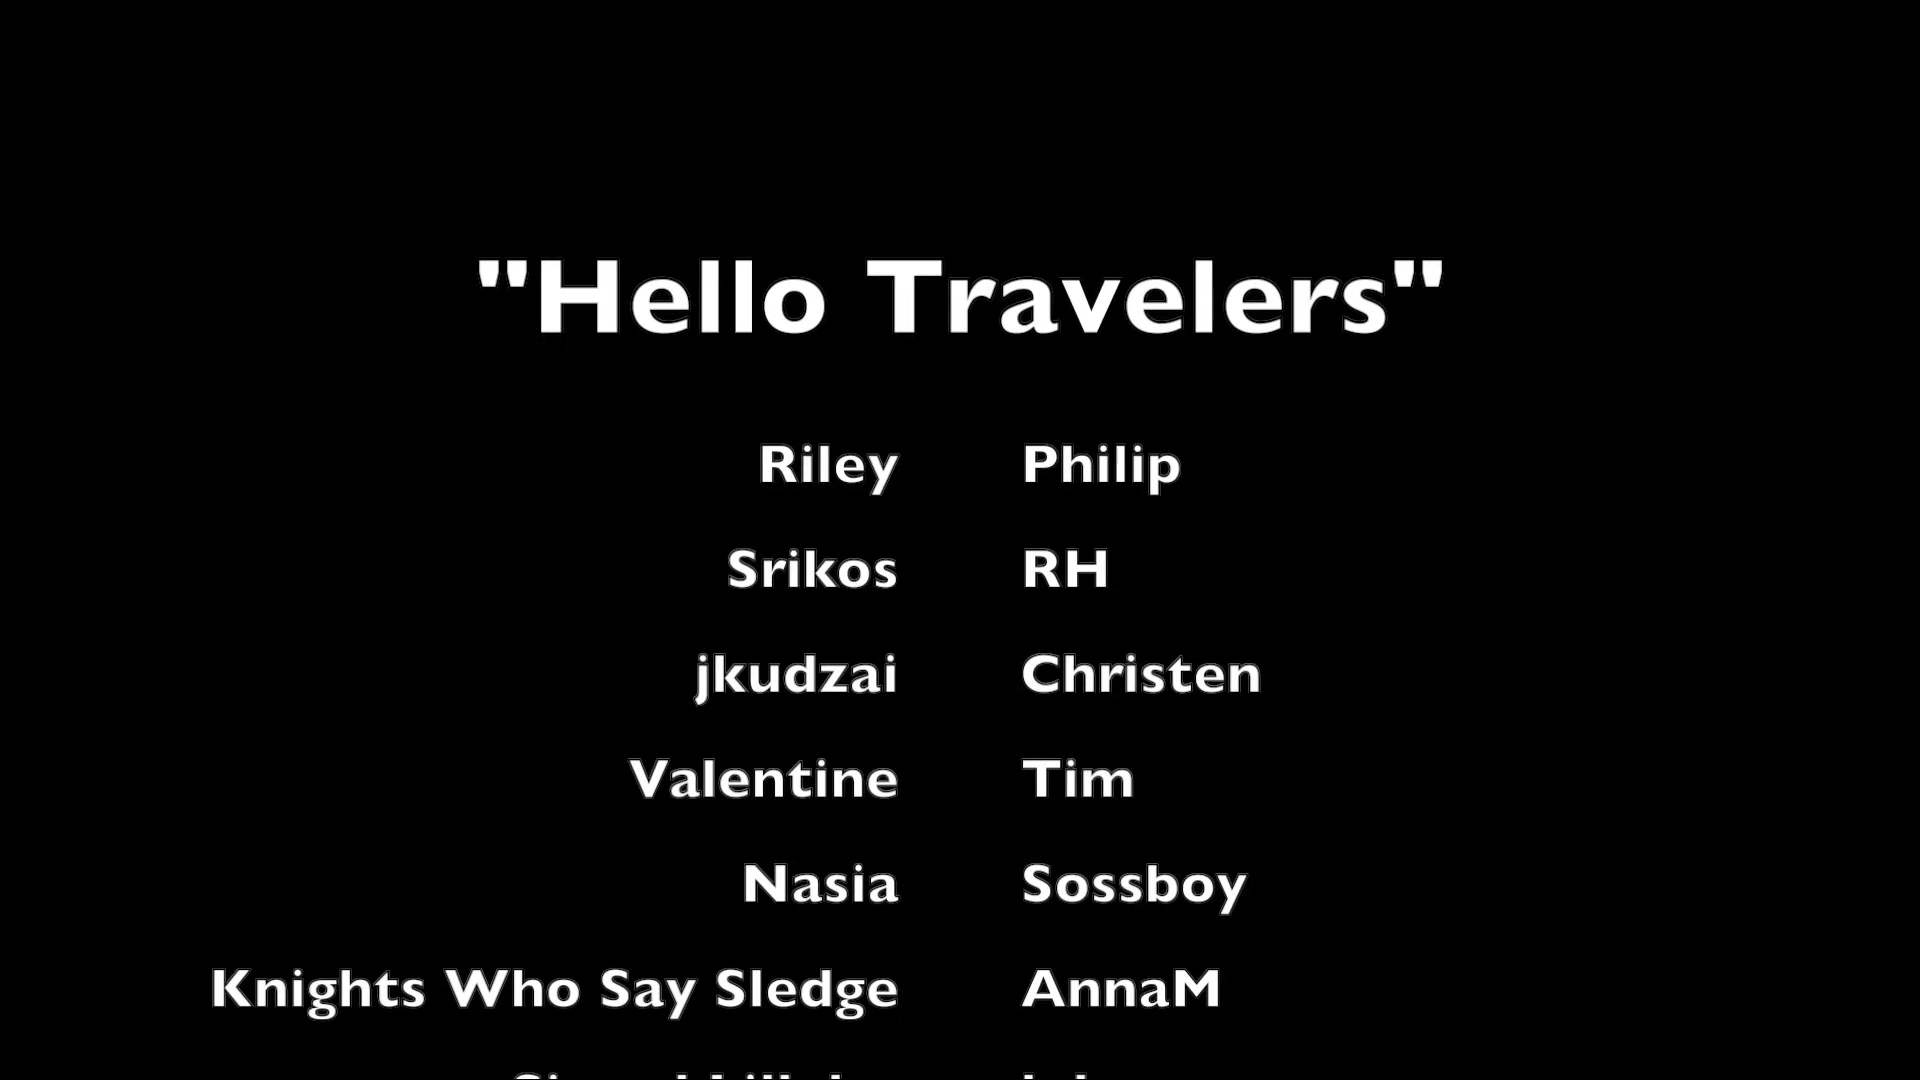 "Hello Travelers"
Riley Philip
Srikos RH
jkudzai Christen
Valentine Tim
Nasia Sossboy
Knights Who Say Sledge AnnaM